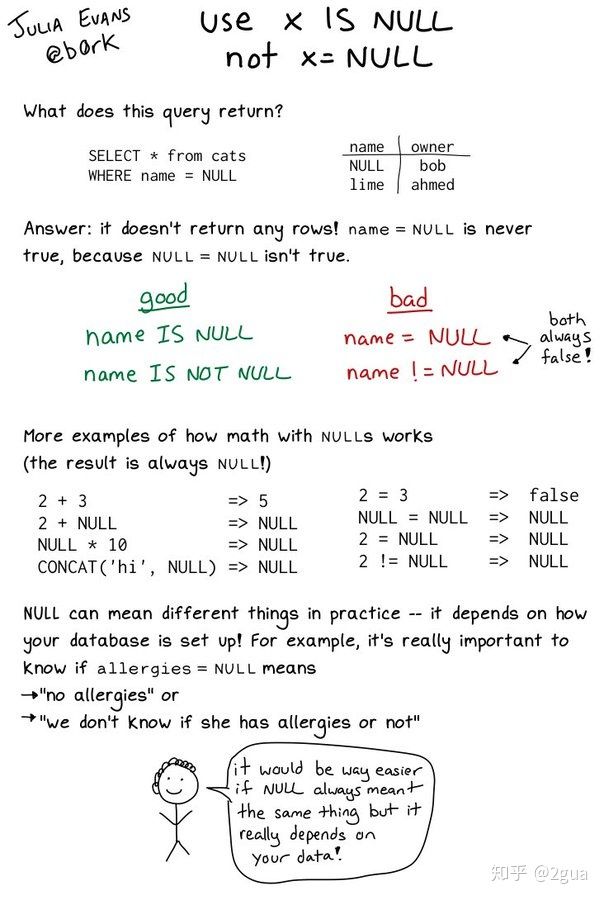 JULIA EVANS
@b0rk
use x IS NULL
not x = NULL
What does this query return?
SELECT * from cats
WHERE name = NULL
name owner
NULL bob
lime ahmed
Answer: it doesn't return any rows! name = NULL is never
true, because NULL = NULL isn't true.
good
name IS NULL
name IS NOT NULL
bad
name = NULL
name != NULL
both
always
false!
More examples of how math with NULLs works
(the result is always NULL!)
2 + 3 => 5
2 + NULL => NULL
NULL * 10 => NULL
CONCAT('hi', NULL) => NULL
2 = 3 => false
NULL = NULL => NULL
2 = NULL => NULL
2 != NULL => NULL
NULL can mean different things in practice -- it depends on how
your database is set up! For example, it's really important to
know if allergies = NULL means
→"no allergies" or
→"we don't know if she has allergies or not"
it would be way easier
if NULL always meant
the same thing but it
really depends on
your data!
知乎 @2gua